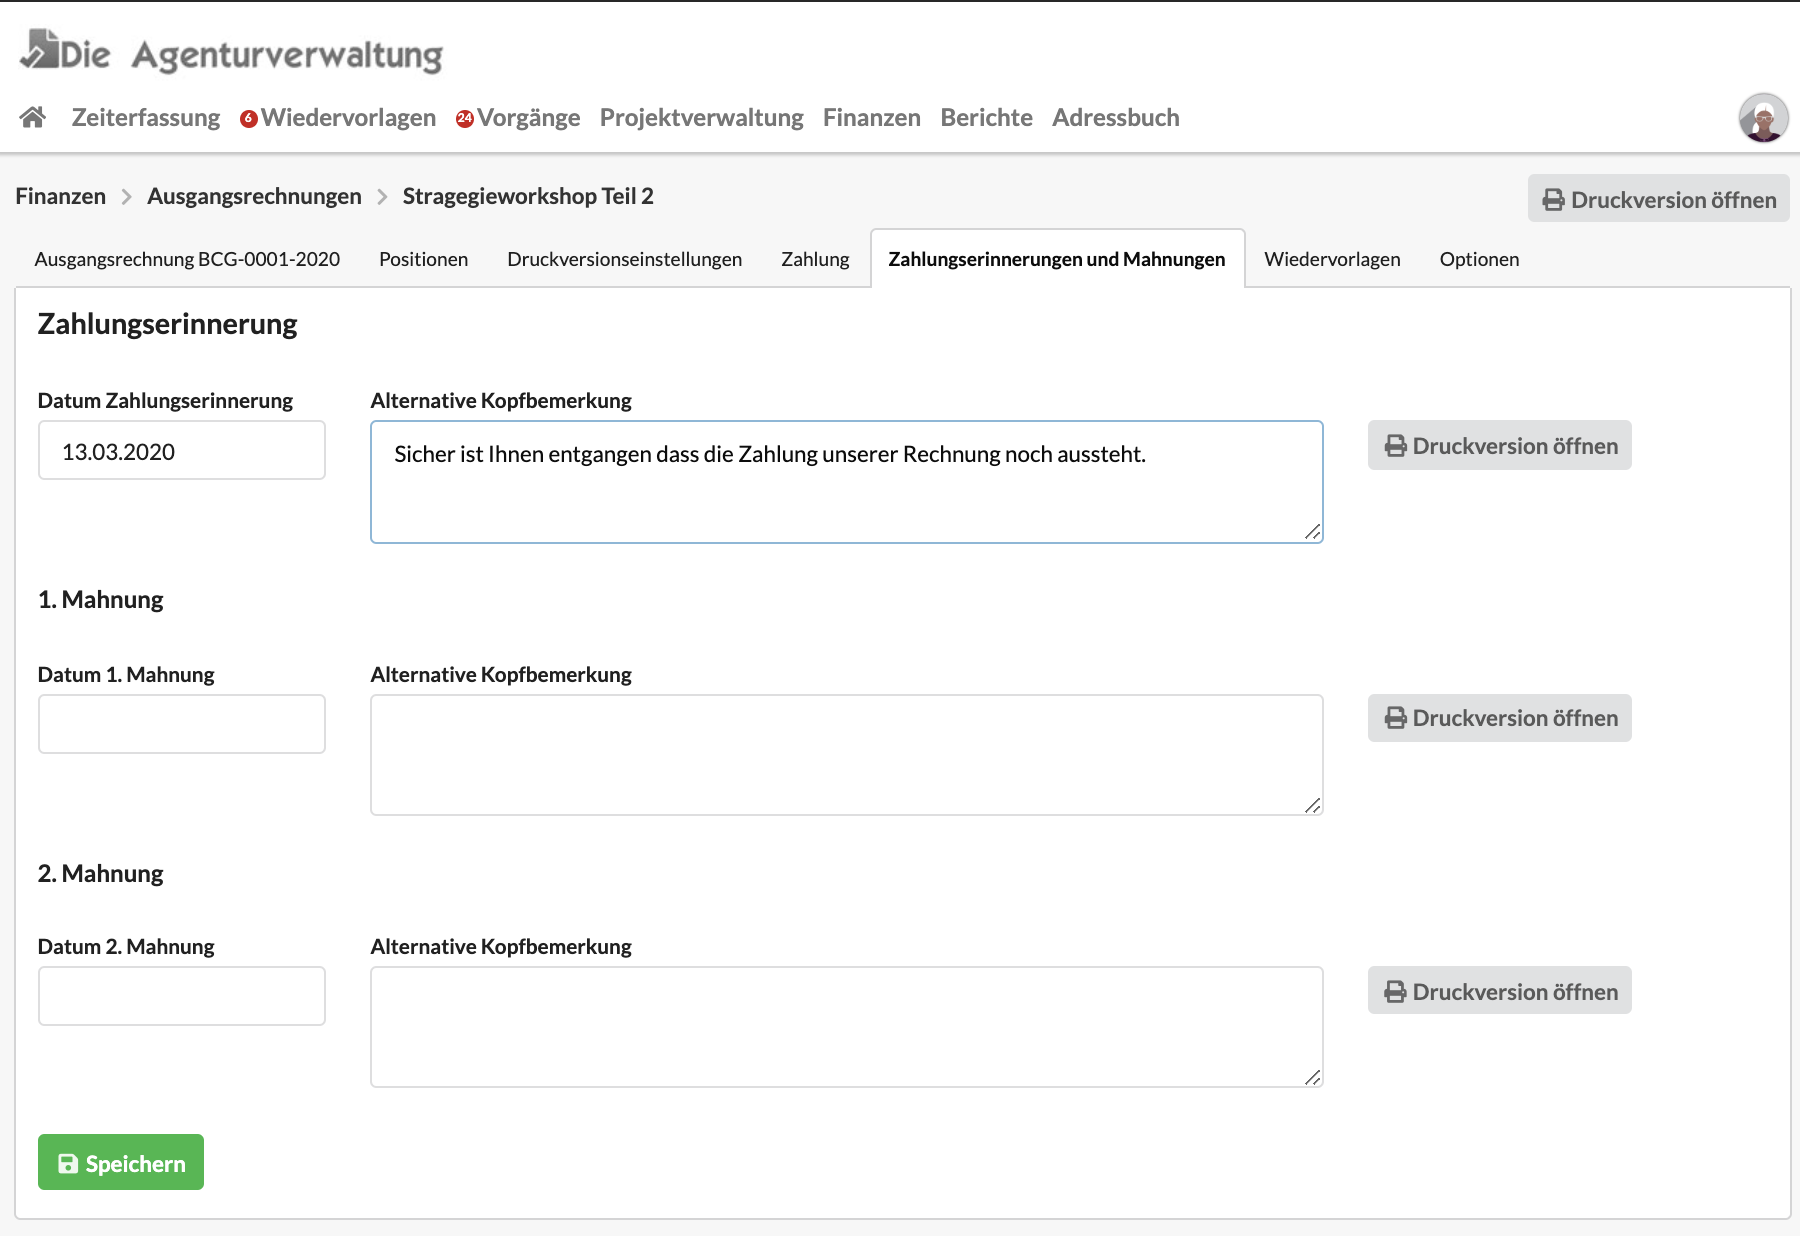 Die Agenturverwaltung
Zeiterfassung 6 Wiedervorlagen 24 Vorgänge Projektverwaltung Finanzen Berichte Adressbuch
Finanzen > Ausgangsrechnungen > Stragegieworkshop Teil 2
Druckversion öffnen
Ausgangsrechnung BCG-0001-2020 Positionen Druckversionseinstellungen Zahlung Zahlungserinnerungen und Mahnungen Wiedervorlagen Optionen
Zahlungserinnerung
Datum Zahlungserinnerung Alternative Kopfbemerkung
13.03.2020 Sicher ist Ihnen entgangen dass die Zahlung unserer Rechnung noch aussteht. Druckversion öffnen
1. Mahnung
Datum 1. Mahnung Alternative Kopfbemerkung
Druckversion öffnen
2. Mahnung
Datum 2. Mahnung Alternative Kopfbemerkung
Druckversion öffnen
Speichern